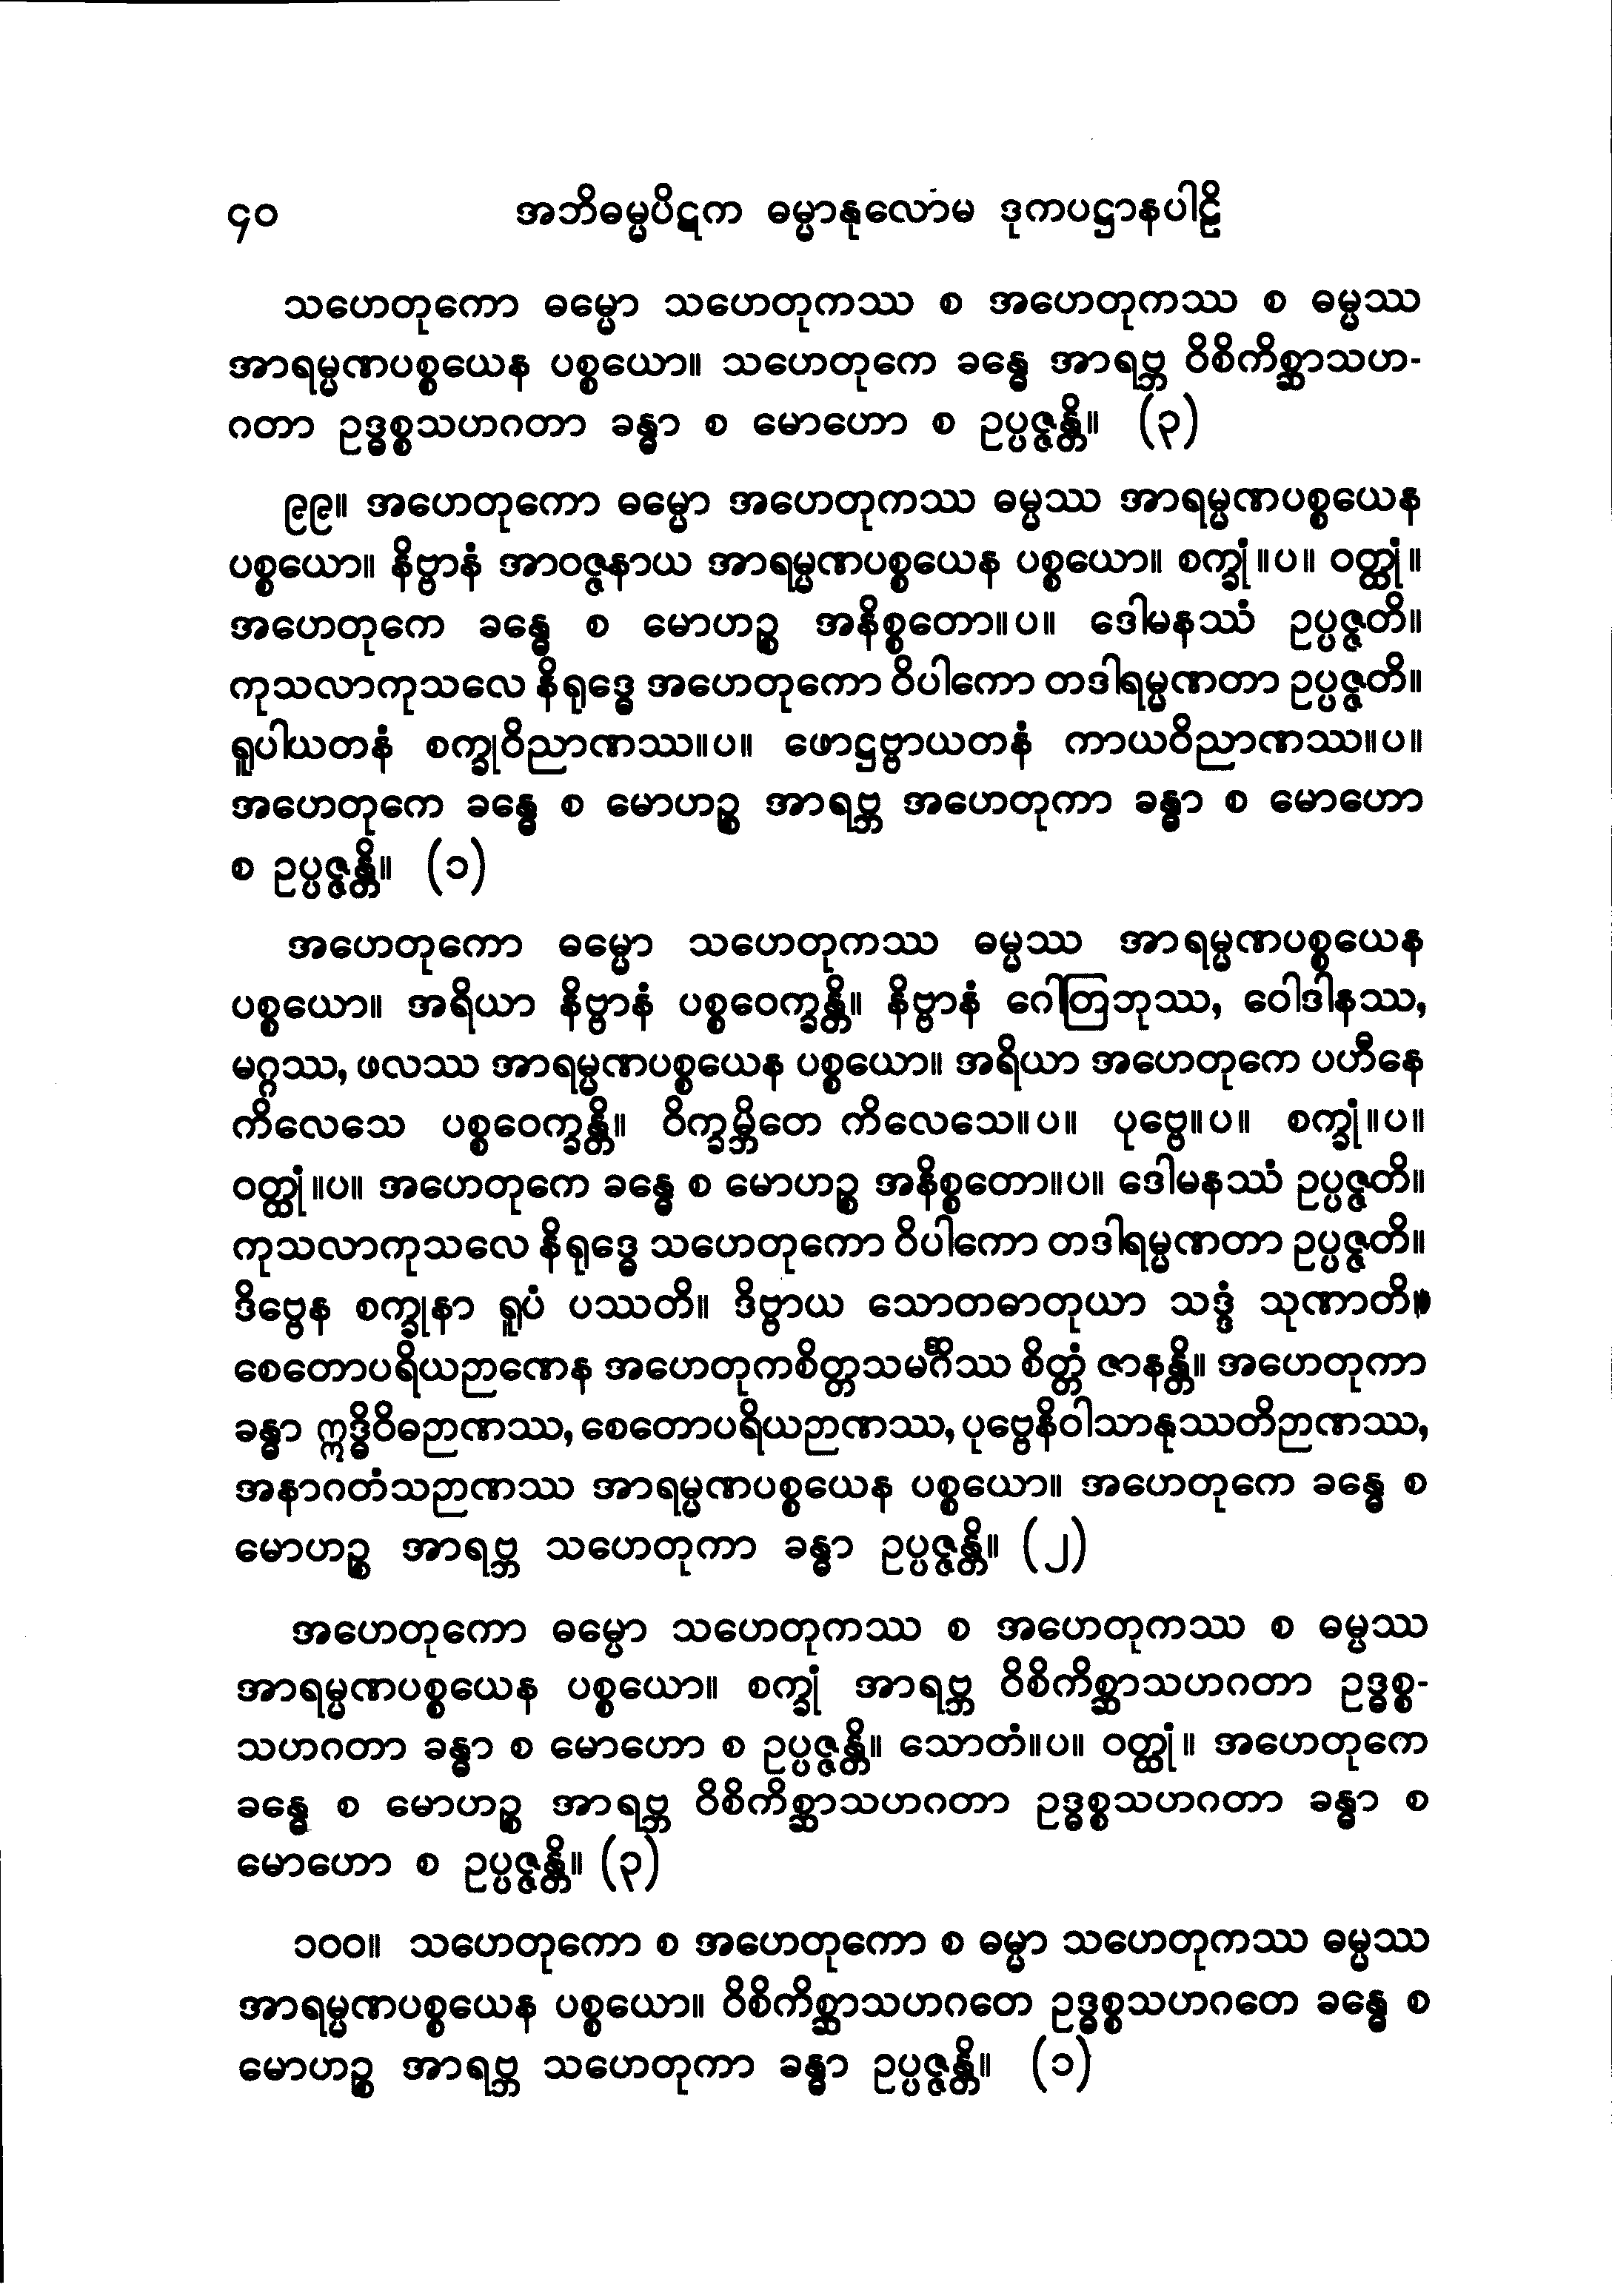 ၄၀ အဘိဓမ္မပိဋက ဓမ္မာနုလောမ ဒုကပဋ္ဌာနပါဠိ
သဟေတုကော ဓမ္မော သဟေတုကဿ စ အဟေတုကဿ စ ဓမ္မဿ
အာရမ္မဏပစ္စယေန ပစ္စယော။ သဟေတုကေ ခန္ဓေ အာရဗ္ဘ ဝိစိကိစ္ဆာသဟ-
ဂတာ ဥဒ္ဓစ္စသဟဂတာ ခန္ဓာ စ မောဟော စ ဥပ္ပဇ္ဇန္တိ။ (၃)
၉၉။ အဟေတုကော ဓမ္မော အဟေတုကဿ ဓမ္မဿ အာရမ္မဏပစ္စယေန
ပစ္စယော။ နိဗ္ဗာနံ အာဝဇ္ဇနာယ အာရမ္မဏပစ္စယေန ပစ္စယော။ စက္ခုံ။ပ။ ဝတ္ထုံ။
အဟေတုကေ ခန္ဓေ စ မောဟဉ္စ အနိစ္စတော။ပ။ ဒေါမနဿံ ဥပ္ပဇ္ဇတိ။
ကုသလာကုသလေ နိရုဒ္ဓေ အဟေတုကော ဝိပါကော တဒါရမ္မဏတာ ဥပ္ပဇ္ဇတိ။
ရူပါယတနံ စက္ခုဝိညာဏဿ။ပ။ ဖောဋ္ဌဗ္ဗာယတနံ ကာယဝိညာဏဿ။ပ။
အဟေတုကေ ခန္ဓေ စ မောဟဉ္စ အာရဗ္ဘ အဟေတုကာ ခန္ဓာ စ မောဟော
စ ဥပ္ပဇ္ဇန္တိ။ (၁)
အဟေတုကော ဓမ္မော သဟေတုကဿ ဓမ္မဿ အာရမ္မဏပစ္စယေန
ပစ္စယော။ အရိယာ နိဗ္ဗာနံ ပစ္စဝေက္ခန္တိ။ နိဗ္ဗာနံ ဂေါတြဘုဿ, ဝေါဒါနဿ,
မဂ္ဂဿ, ဖလဿ အာရမ္မဏပစ္စယေန ပစ္စယော။ အရိယာ အဟေတုကေ ပဟီနေ
ကိလေသေ ပစ္စဝေက္ခန္တိ။ ဝိက္ခမ္ဘိတေ ကိလေသေ။ပ။ ပုဗ္ဗေ။ပ။ စက္ခုံ။ပ။
ဝတ္ထုံ။ပ။ အဟေတုကေ ခန္ဓေ စ မောဟဉ္စ အနိစ္စတော။ပ။ ဒေါမနဿံ ဥပ္ပဇ္ဇတိ။
ကုသလာကုသလေ နိရုဒ္ဓေ သဟေတုကော ဝိပါကော တဒါရမ္မဏတာ ဥပ္ပဇ္ဇတိ။
ဒိဗ္ဗေန စက္ခုနာ ရူပံ ပဿတိ။ ဒိဗ္ဗာယ သောတဓာတုယာ သဒ္ဒံ သုဏာတိ။
စေတောပရိယဉာဏေန အဟေတုကစိတ္တသမင်္ဂိဿ စိတ္တံ ဇာနန္တိ။ အဟေတုကာ
ခန္ဓာ ဣဒ္ဓိဝိဓဉာဏဿ, စေတောပရိယဉာဏဿ, ပုဗ္ဗေနိဝါသာနုဿတိဉာဏဿ,
အနာဂတံသဉာဏဿ အာရမ္မဏပစ္စယေန ပစ္စယော။ အဟေတုကေ ခန္ဓေ စ
မောဟဉ္စ အာရဗ္ဘ သဟေတုကာ ခန္ဓာ ဥပ္ပဇ္ဇန္တိ။ (၂)
အဟေတုကော ဓမ္မော သဟေတုကဿ စ အဟေတုကဿ စ ဓမ္မဿ
အာရမ္မဏပစ္စယေန ပစ္စယော။ စက္ခုံ အာရဗ္ဘ ဝိစိကိစ္ဆာသဟဂတာ ဥဒ္ဓစ္စ-
သဟဂတာ ခန္ဓာ စ မောဟော စ ဥပ္ပဇ္ဇန္တိ။ သောတံ။ပ။ ဝတ္ထုံ။ အဟေတုကေ
ခန္ဓေ စ မောဟဉ္စ အာရဗ္ဘ ဝိစိကိစ္ဆာသဟဂတာ ဥဒ္ဓစ္စသဟဂတာ ခန္ဓာ စ
မောဟော စ ဥပ္ပဇ္ဇန္တိ။ (၃)
၁၀၀။ သဟေတုကော စ အဟေတုကော စ ဓမ္မာ သဟေတုကဿ ဓမ္မဿ
အာရမ္မဏပစ္စယေန ပစ္စယော။ ဝိစိကိစ္ဆာသဟဂတေ ဥဒ္ဓစ္စသဟဂတေ ခန္ဓေ စ
မောဟဉ္စ အာရဗ္ဘ သဟေတုကာ ခန္ဓာ ဥပ္ပဇ္ဇန္တိ။ (၁)